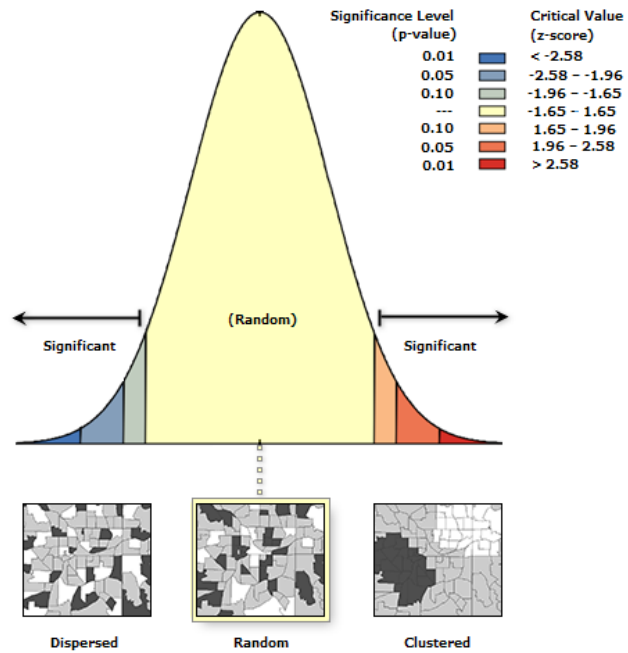 Significance Level Critical Value
(p-value) (z-score)
0.01 < -2.58
0.05 -2.58 – -1.96
0.10 -1.96 – -1.65
--- -1.65 – 1.65
0.10 1.65 – 1.96
0.05 1.96 – 2.58
0.01 > 2.58
(Random)
Significant Significant
Dispersed Random Clustered